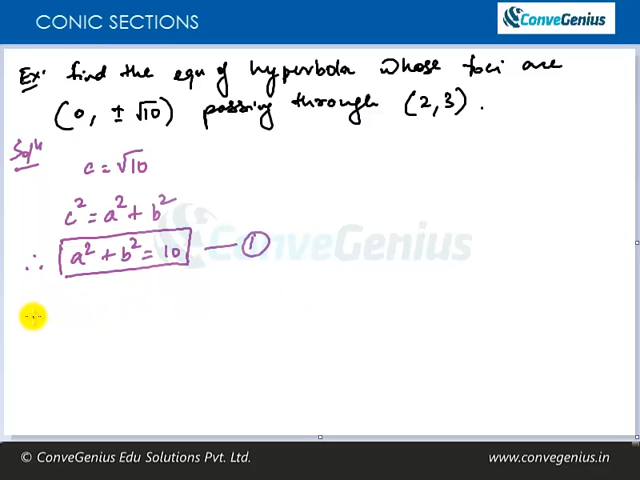 CONIC SECTIONS
ConveGenius
Ex: find the equ of hyperbola whose foci are
(0, ± √10) passing through (2, 3).
Solⁿ
c = √10
c² = a² + b²
∴ a² + b² = 10 — ①
ConveGenius
© ConveGenius Edu Solutions Pvt. Ltd.
www.convegenius.in